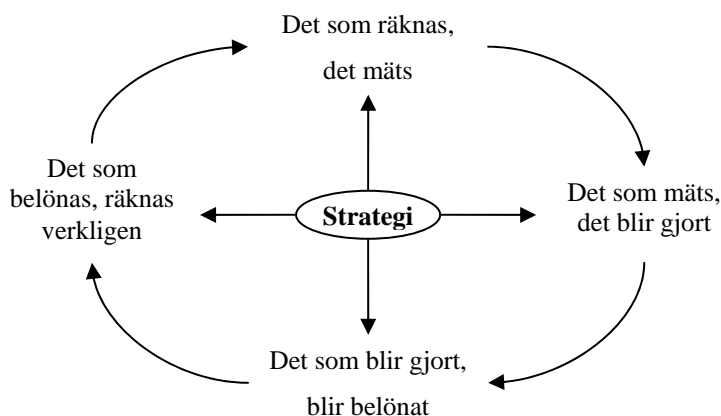 Det som räknas,
det mäts
Det som mäts,
det blir gjort
Det som blir gjort,
blir belönat
Det som
belönas, räknas
verkligen
Strategi